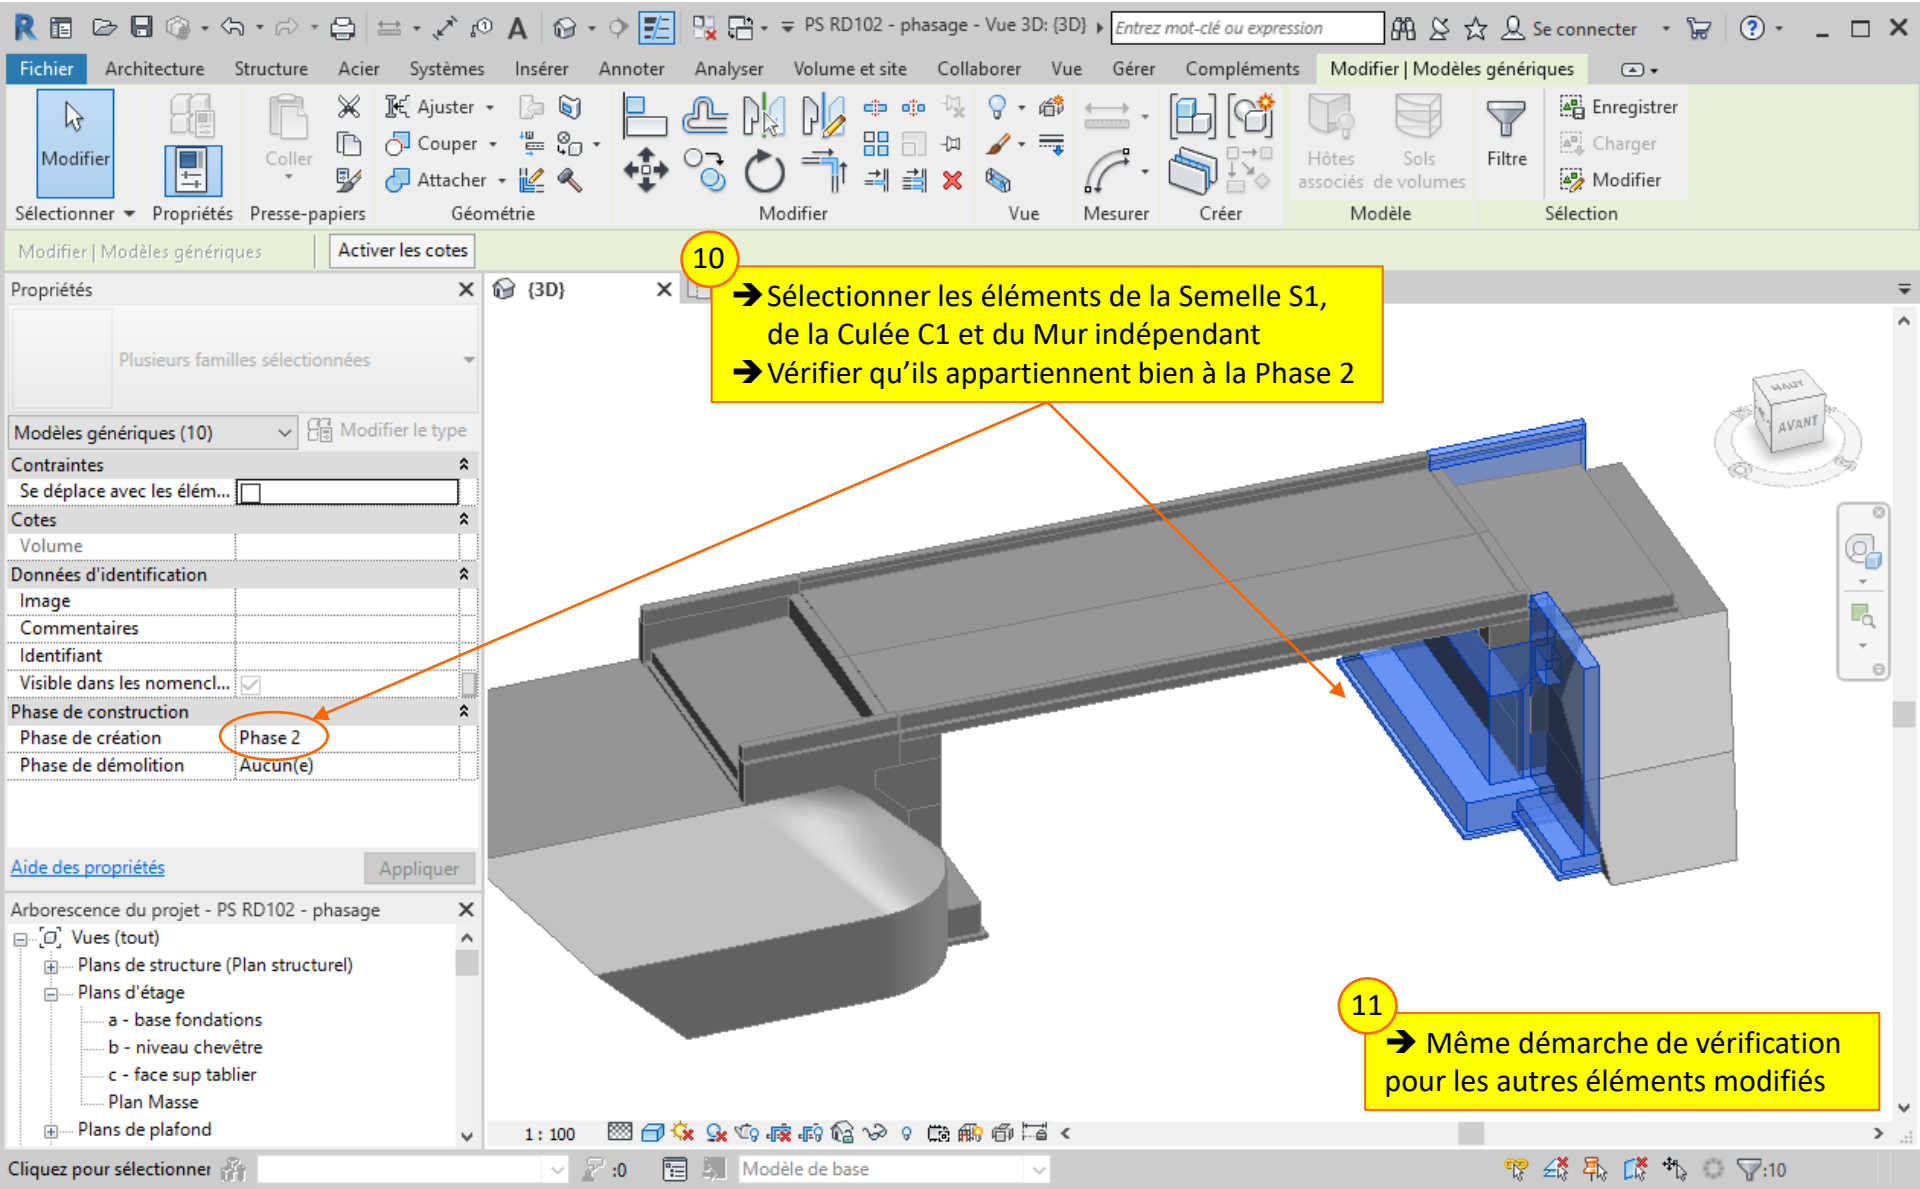 PS RD102 - phasage - Vue 3D: {3D}
Entrez mot-clé ou expression
Se connecter
Fichier Architecture Structure Acier Systèmes Insérer Annoter Analyser Volume et site Collaborer Vue Gérer Compléments Modifier | Modèles génériques
Modifier
Coller
Ajuster
Couper
Attacher
Hôtes associés
Sols de volumes
Filtre
Enregistrer
Charger
Modifier
Sélectionner Propriétés Presse-papiers Géométrie Modifier Vue Mesurer Créer Modèle Sélection
Modifier | Modèles génériques Activer les cotes
Propriétés
{3D}
10
➔ Sélectionner les éléments de la Semelle S1,
de la Culée C1 et du Mur indépendant
➔ Vérifier qu’ils appartiennent bien à la Phase 2
Plusieurs familles sélectionnées
Modèles génériques (10) Modifier le type
Contraintes
Se déplace avec les élém...
Cotes
Volume
Données d'identification
Image
Commentaires
Identifiant
Visible dans les nomencl...
Phase de construction
Phase de création Phase 2
Phase de démolition Aucun(e)
Aide des propriétés Appliquer
HAUT
AVANT
Arborescence du projet - PS RD102 - phasage
Vues (tout)
Plans de structure (Plan structurel)
Plans d'étage
a - base fondations
b - niveau chevêtre
c - face sup tablier
Plan Masse
Plans de plafond
11
➔ Même démarche de vérification
pour les autres éléments modifiés
1 : 100
Cliquez pour sélectionner
:0
Modèle de base
:10